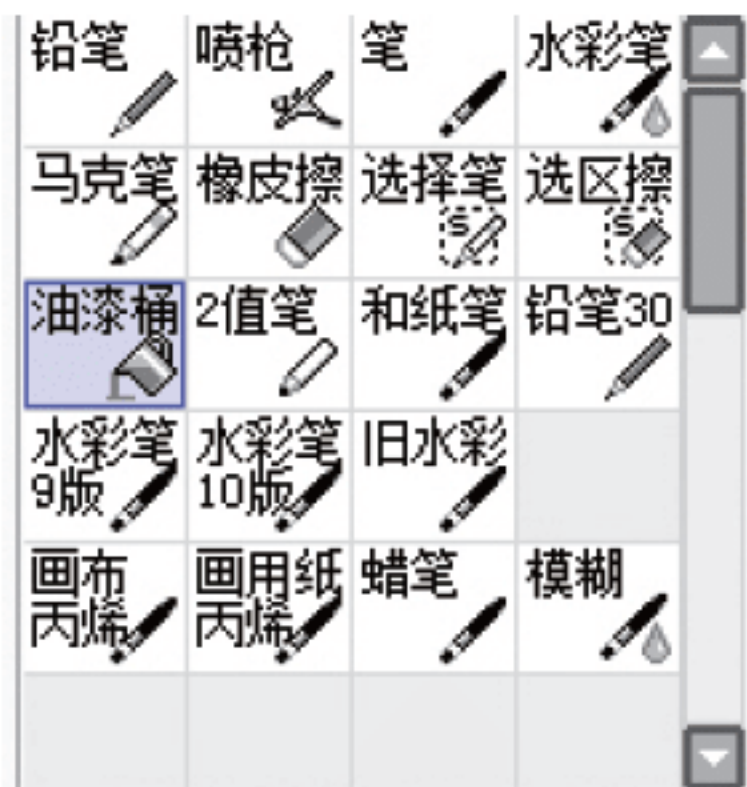 铅笔
喷枪
笔
水彩笔
马克笔
橡皮擦
选择笔
选区擦
油漆桶
2值笔
和纸笔
铅笔30
水彩笔
9版
水彩笔
10版
旧水彩
画布
丙烯
画用纸
丙烯
蜡笔
模糊